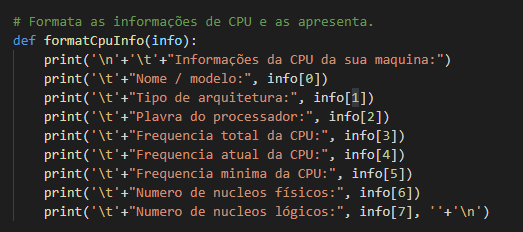 # Formata as informações de CPU e as apresenta.
def formatCpuInfo(info):
    print('\n'+'\t'+"Informações da CPU da sua maquina:")
    print('\t'+"Nome / modelo:", info[0])
    print('\t'+"Tipo de arquitetura:", info[1])
    print('\t'+"Plavra do processador:", info[2])
    print('\t'+"Frequencia total da CPU:", info[3])
    print('\t'+"Frequencia atual da CPU:", info[4])
    print('\t'+"Frequencia minima da CPU:", info[5])
    print('\t'+"Numero de nucleos físicos:", info[6])
    print('\t'+"Numero de nucleos lógicos:", info[7], ''+'\n')